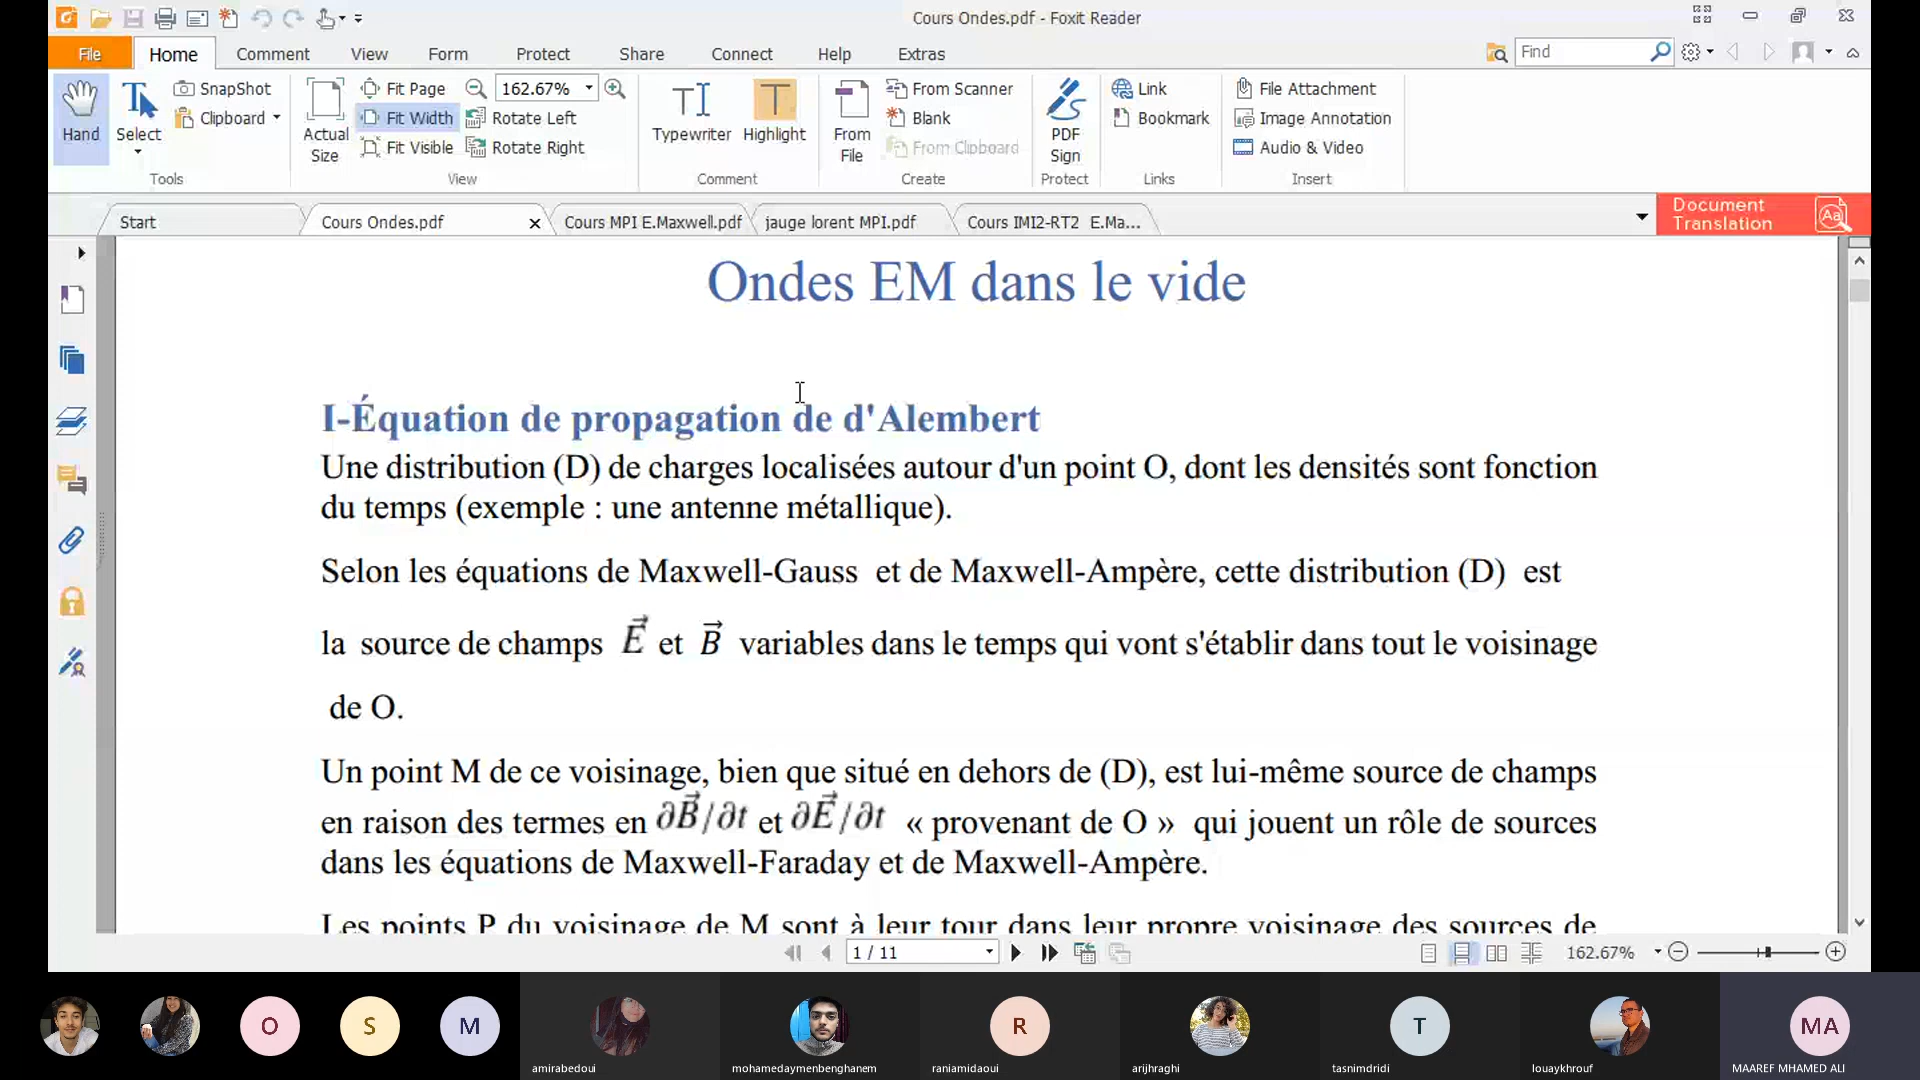 Cours Ondes.pdf - Foxit Reader
File Home Comment View Form Protect Share Connect Help Extras Find
Hand
Select
SnapShot
Clipboard
Tools
Actual Size
Fit Page
Fit Width
Fit Visible
162.67%
Rotate Left
Rotate Right
View
Typewriter
Highlight
Comment
From File
From Scanner
Blank
From Clipboard
Create
PDF Sign
Protect
Link
Bookmark
Links
File Attachment
Image Annotation
Audio & Video
Insert
Start Cours Ondes.pdf Cours MPI E.Maxwell.pdf jauge lorent MPI.pdf Cours IMI2-RT2 E.Ma...
Document
Translation
Ondes EM dans le vide
I-Équation de propagation de d'Alembert
Une distribution (D) de charges localisées autour d'un point O, dont les densités sont fonction
du temps (exemple : une antenne métallique).
Selon les équations de Maxwell-Gauss et de Maxwell-Ampère, cette distribution (D) est
la source de champs E⃗ et B⃗ variables dans le temps qui vont s'établir dans tout le voisinage
de O.
Un point M de ce voisinage, bien que situé en dehors de (D), est lui-même source de champs
en raison des termes en ∂B⃗/∂t et ∂E⃗/∂t « provenant de O » qui jouent un rôle de sources
dans les équations de Maxwell-Faraday et de Maxwell-Ampère.
Les points P du voisinage de M sont à leur tour dans leur propre voisinage des sources de
1 / 11
162.67%
O S M R T MA
amirabedoui mohamedaymenbenghanem raniamidaoui arijhraghi tasnimdridi louaykhrouf MAAREF MHAMED ALI